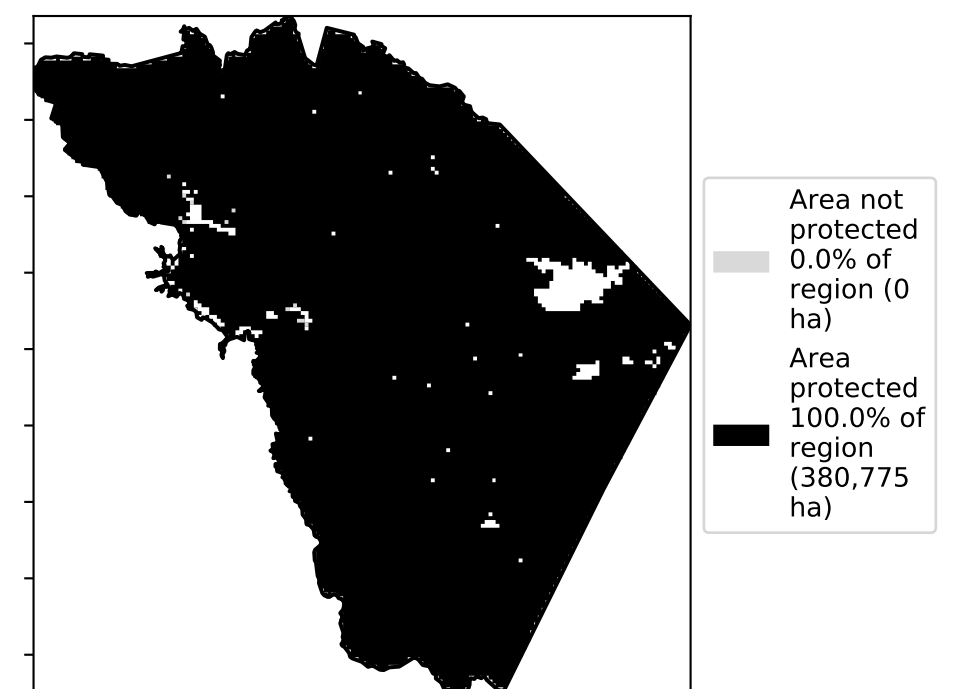 Area not
protected
0.0% of
region (0
ha)
Area
protected
100.0% of
region
(380,775
ha)